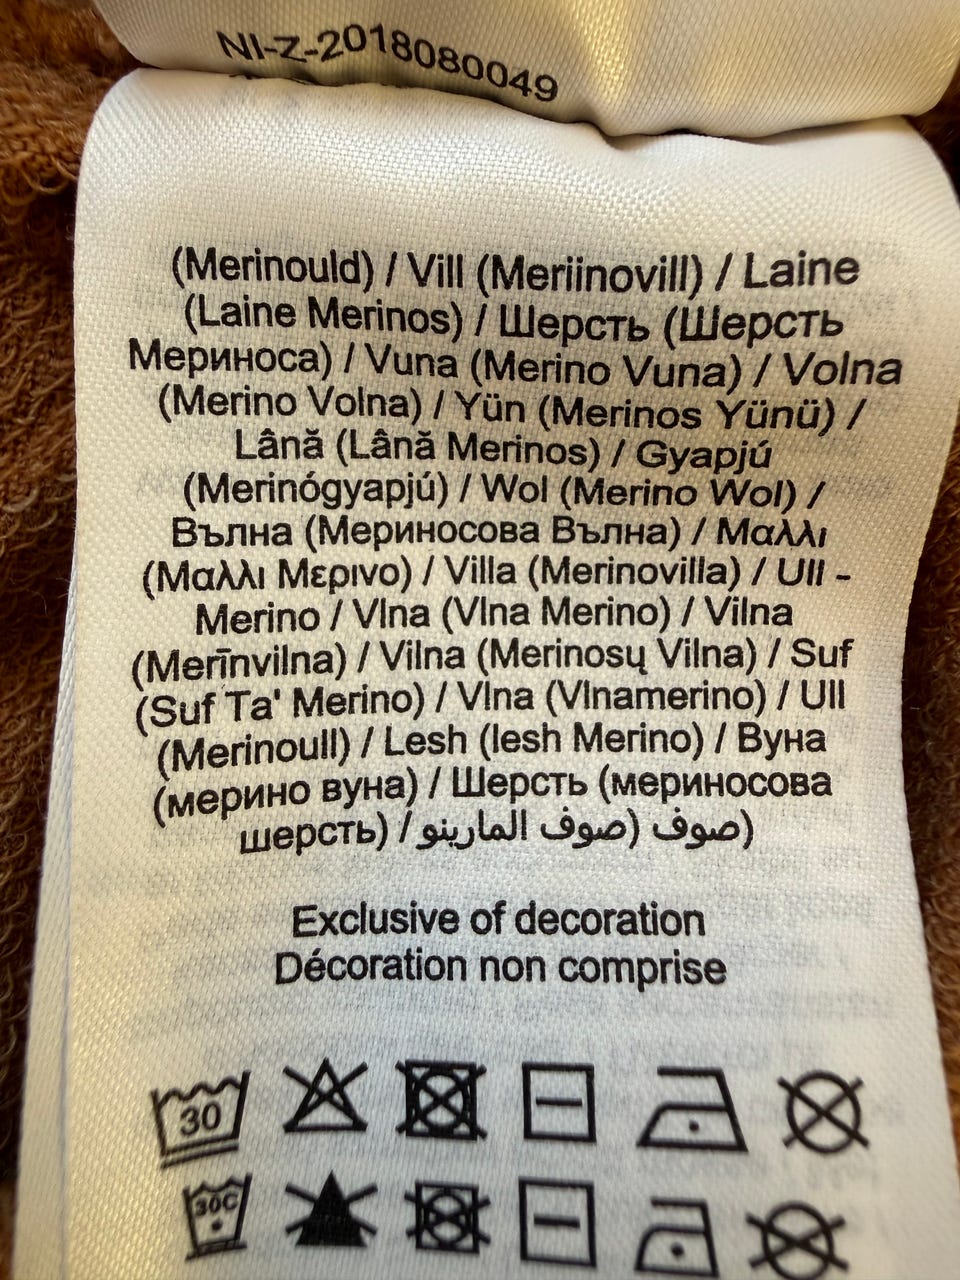 NI-Z-2018080049
(Merinould) / Vill (Meriinovill) / Laine
(Laine Merinos) / Шерсть (Шерсть
Мериноса) / Vuna (Merino Vuna) / Volna
(Merino Volna) / Yün (Merinos Yünü) /
Lână (Lână Merinos) / Gyapjú
(Merinógyapjú) / Wol (Merino Wol) /
Вълна (Мериносова Вълна) / Μαλλι
(Μαλλι Μεριvo) / Villa (Merinovilla) / Ull -
Merino / Vlna (Vlna Merino) / Vilna
(Merīnvilna) / Vilna (Merinosų Vilna) / Suf
(Suf Ta' Merino) / Vlna (Vlnamerino) / Ull
(Merinoull) / Lesh (lesh Merino) / Вуна
(мерино вуна) / Шерсть (мериносова
шерсть) / صوف (صوف المارينو)
Exclusive of decoration
Décoration non comprise
30
30C